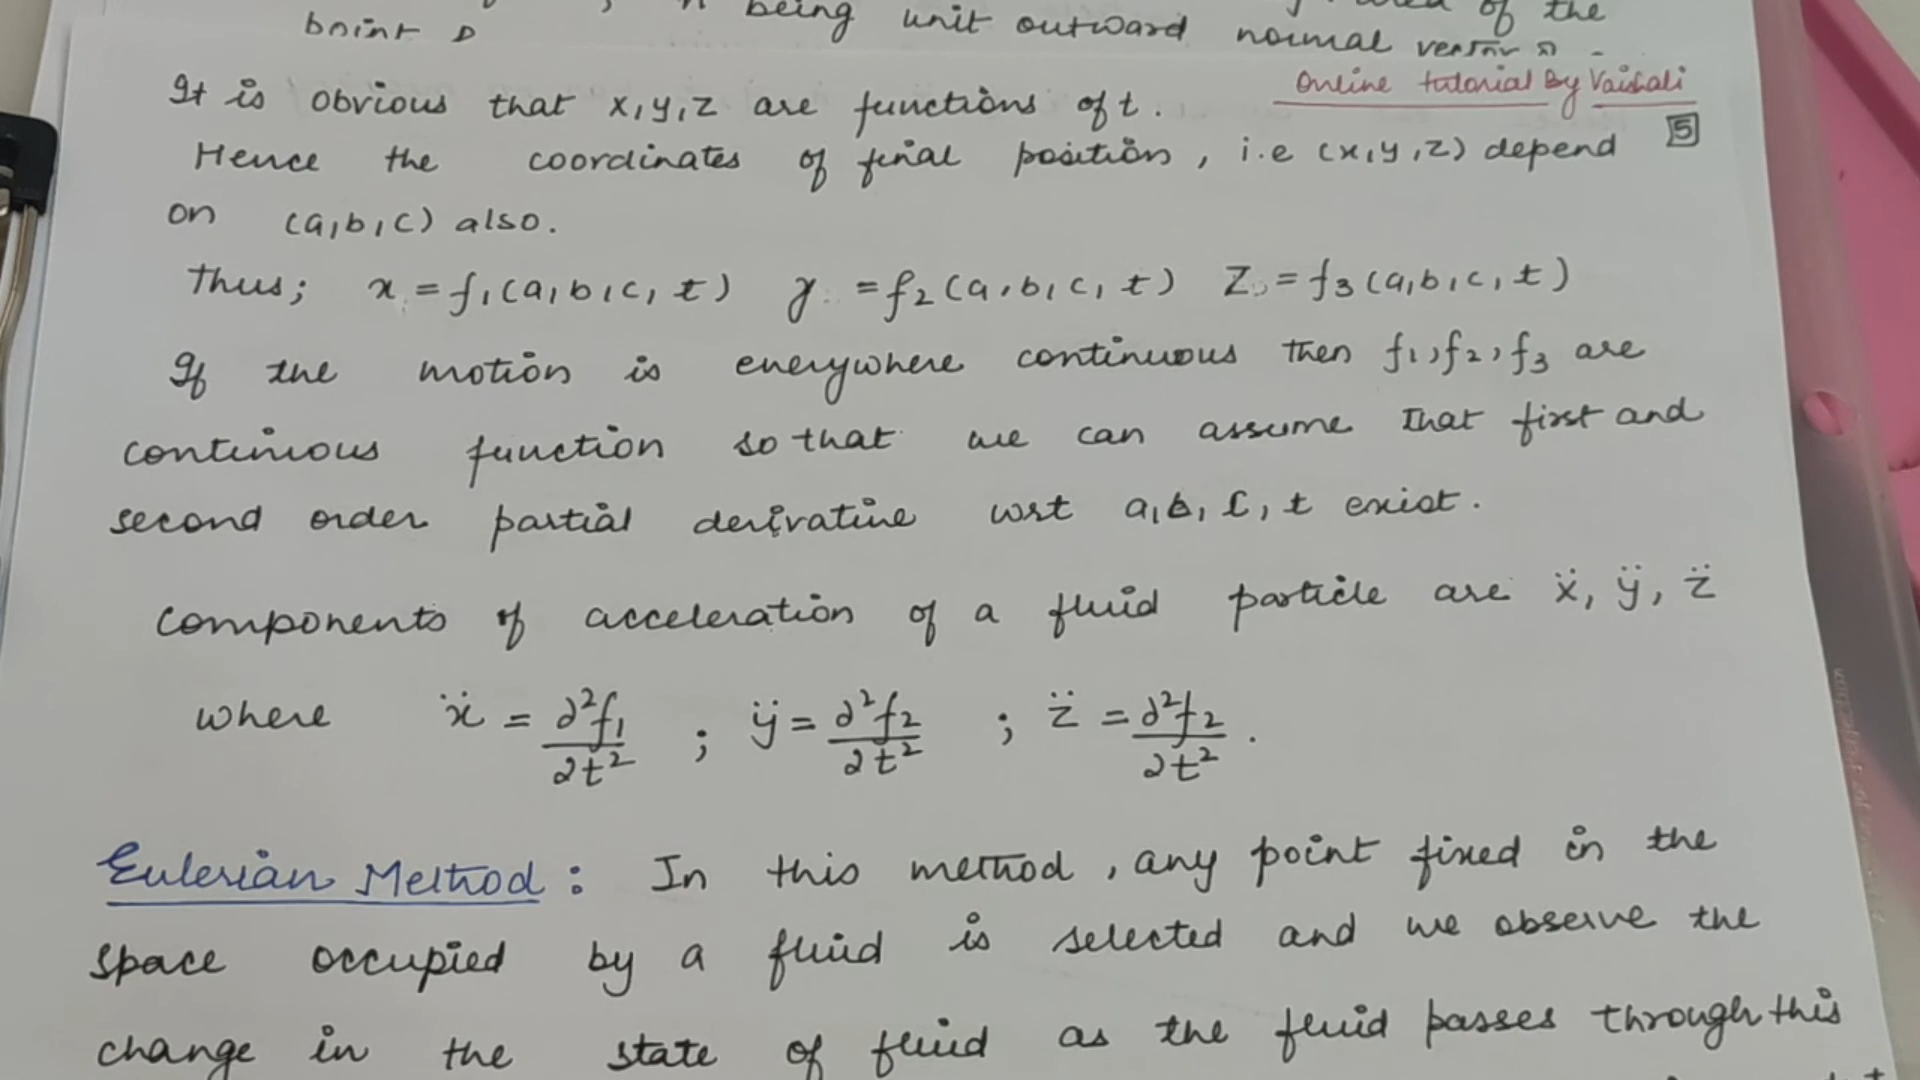 being unit outward normal vector n
point P
Online tutorial By Vaishali
It is obvious that x, y, z are functions of t.
5
Hence the coordinates of final position, i.e (x, y, z) depend
on (a, b, c) also.
Thus; x = f₁(a, b, c, t) y = f₂(a, b, c, t) Z = f₃(a, b, c, t)
If the motion is everywhere continuous then f₁, f₂, f₃ are
continious function so that we can assume that first and
second order partial derivative wrt a, b, c, t exist.
Components of acceleration of a fluid particle are ẍ, ÿ, z̈
where ẍ = ∂²f₁/∂t² ; ÿ = ∂²f₂/∂t² ; z̈ = ∂²f₂/∂t² .
Eulerian Method : In this method, any point fixed in the
space occupied by a fluid is selected and we observe the
change in the state of fluid as the fluid passes through this